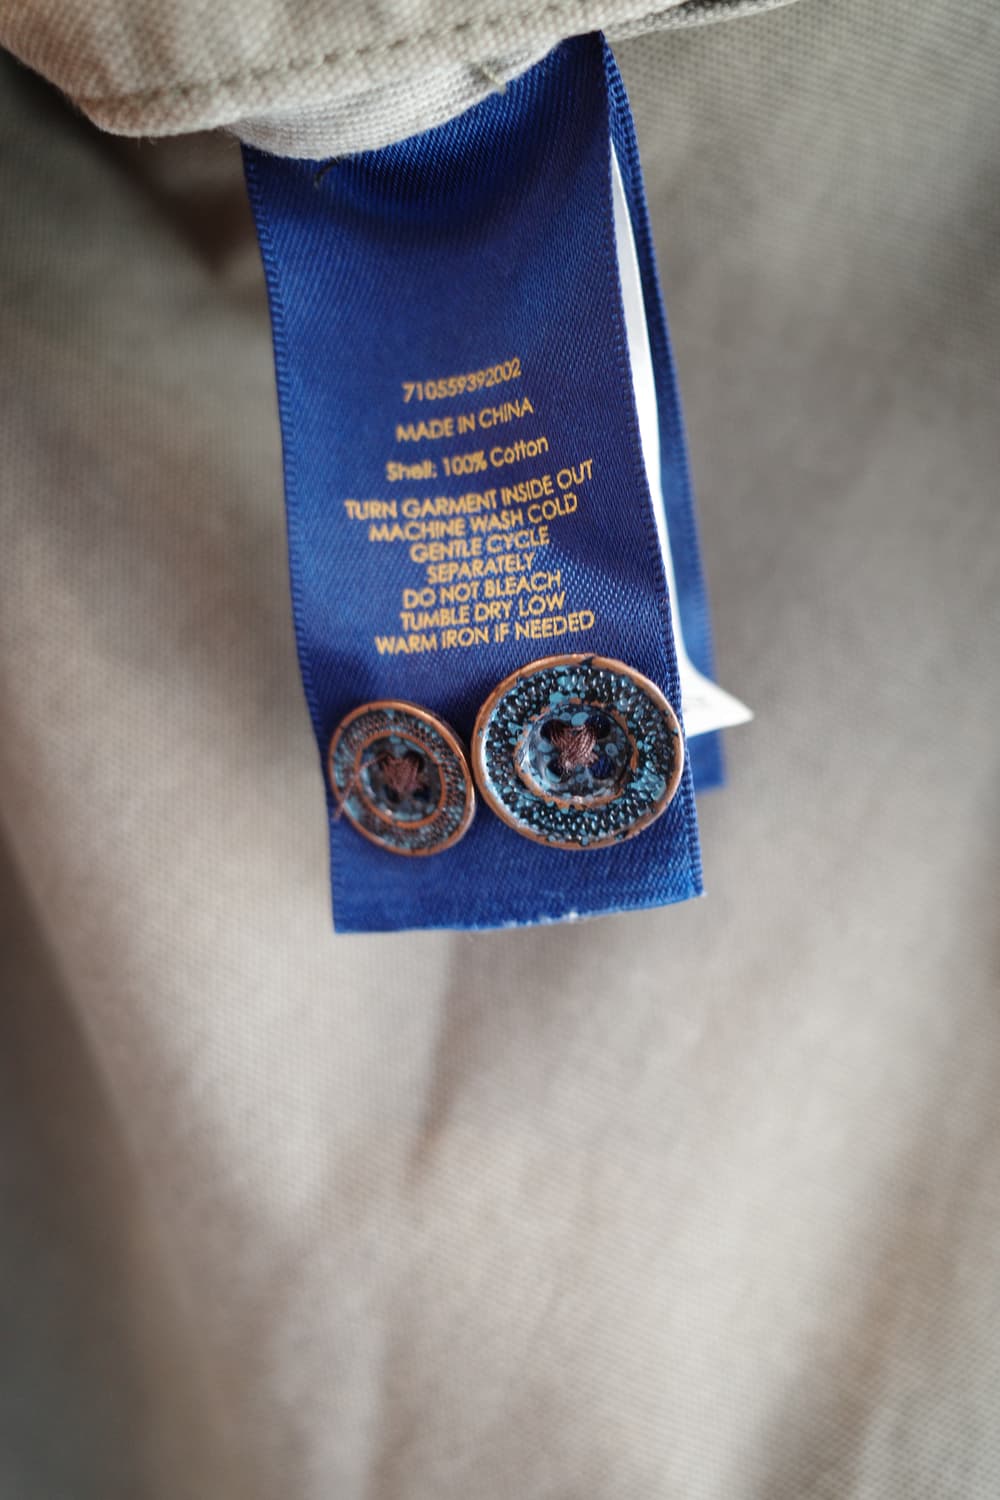 710559392002
MADE IN CHINA
Shell: 100% Cotton
TURN GARMENT INSIDE OUT
MACHINE WASH COLD
GENTLE CYCLE
SEPARATELY
DO NOT BLEACH
TUMBLE DRY LOW
WARM IRON IF NEEDED